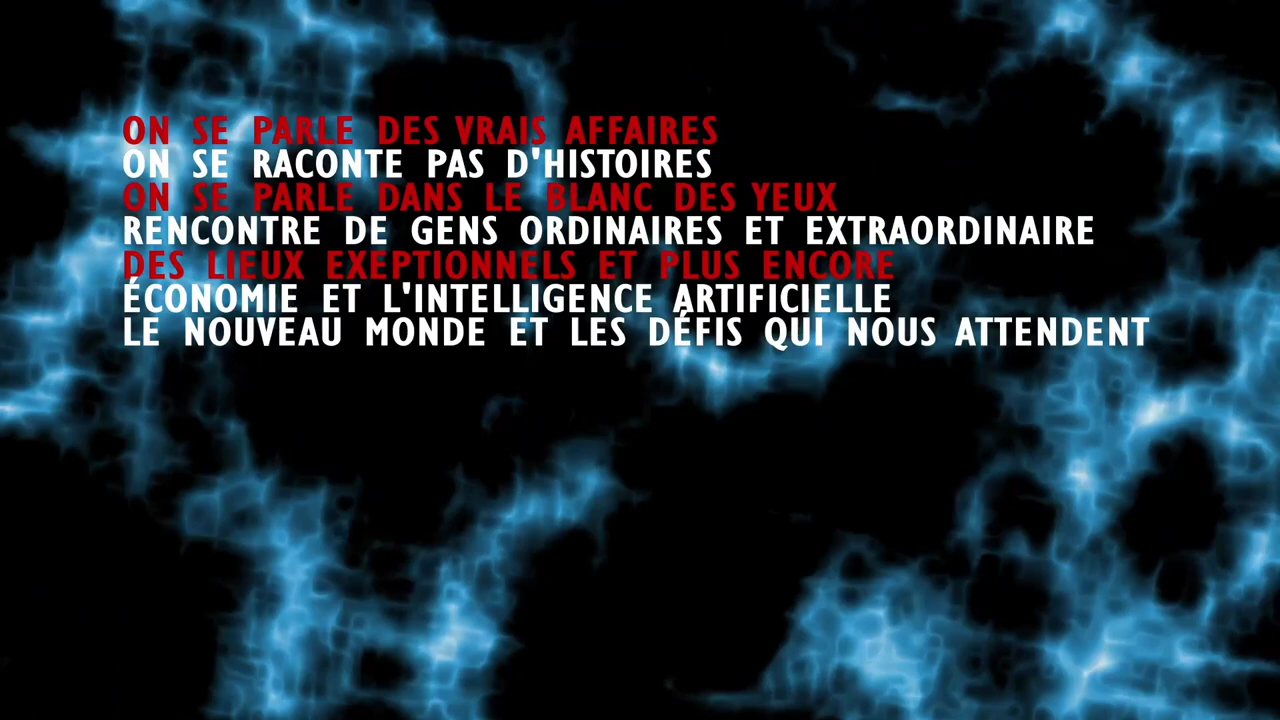 ON SE PARLE DES VRAIS AFFAIRES
ON SE RACONTE PAS D'HISTOIRES
ON SE PARLE DANS LE BLANC DES YEUX
RENCONTRE DE GENS ORDINAIRES ET EXTRAORDINAIRE
DES LIEUX EXEPTIONNELS ET PLUS ENCORE
ÉCONOMIE ET L'INTELLIGENCE ARTIFICIELLE
LE NOUVEAU MONDE ET LES DÉFIS QUI NOUS ATTENDENT